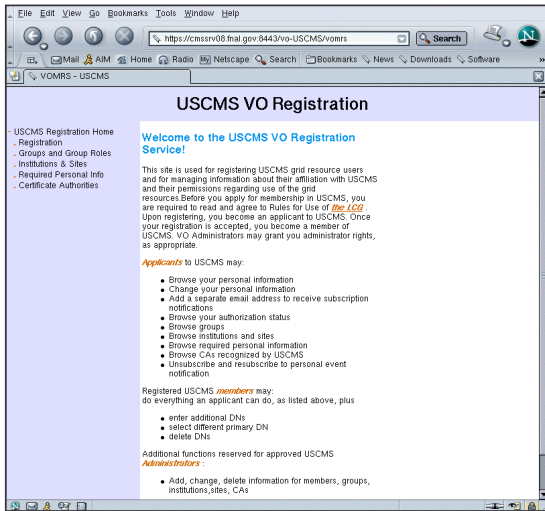 File Edit View Go Bookmarks Tools Window Help
https://cmssrv08.fnal.gov:8443/vo-USCMS/vomrs Search N
Mail AIM Home Radio My Netscape Search Bookmarks News Downloads Software »
VOMRS - USCMS
USCMS VO Registration
- USCMS Registration Home
. Registration
. Groups and Group Roles
. Institutions & Sites
. Required Personal Info
. Certificate Authorities
Welcome to the USCMS VO Registration
Service!
This site is used for registering USCMS grid resource users
and for managing information about their affiliation with USCMS
and their permissions regarding use of the grid
resources.Before you apply for membership in USCMS, you
are required to read and agree to Rules for Use of the LCG .
Upon registering, you become an applicant to USCMS. Once
your registration is accepted, you become a member of
USCMS. VO Administrators may grant you administrator rights,
as appropriate.
Applicants to USCMS may:
• Browse your personal information
• Change your personal information
• Add a separate email address to receive subscription
notifications
• Browse your authorization status
• Browse groups
• Browse institutions and sites
• Browse required personal information
• Browse CAs recognized by USCMS
• Unsubscribe and resubscribe to personal event
notification
Registered USCMS members may:
do everything an applicant can do, as listed above, plus
• enter additional DNs
• select different primary DN
• delete DNs
Additional functions reserved for approved USCMS
Administrators :
• Add, change, delete information for members, groups,
institutions,sites, CAs